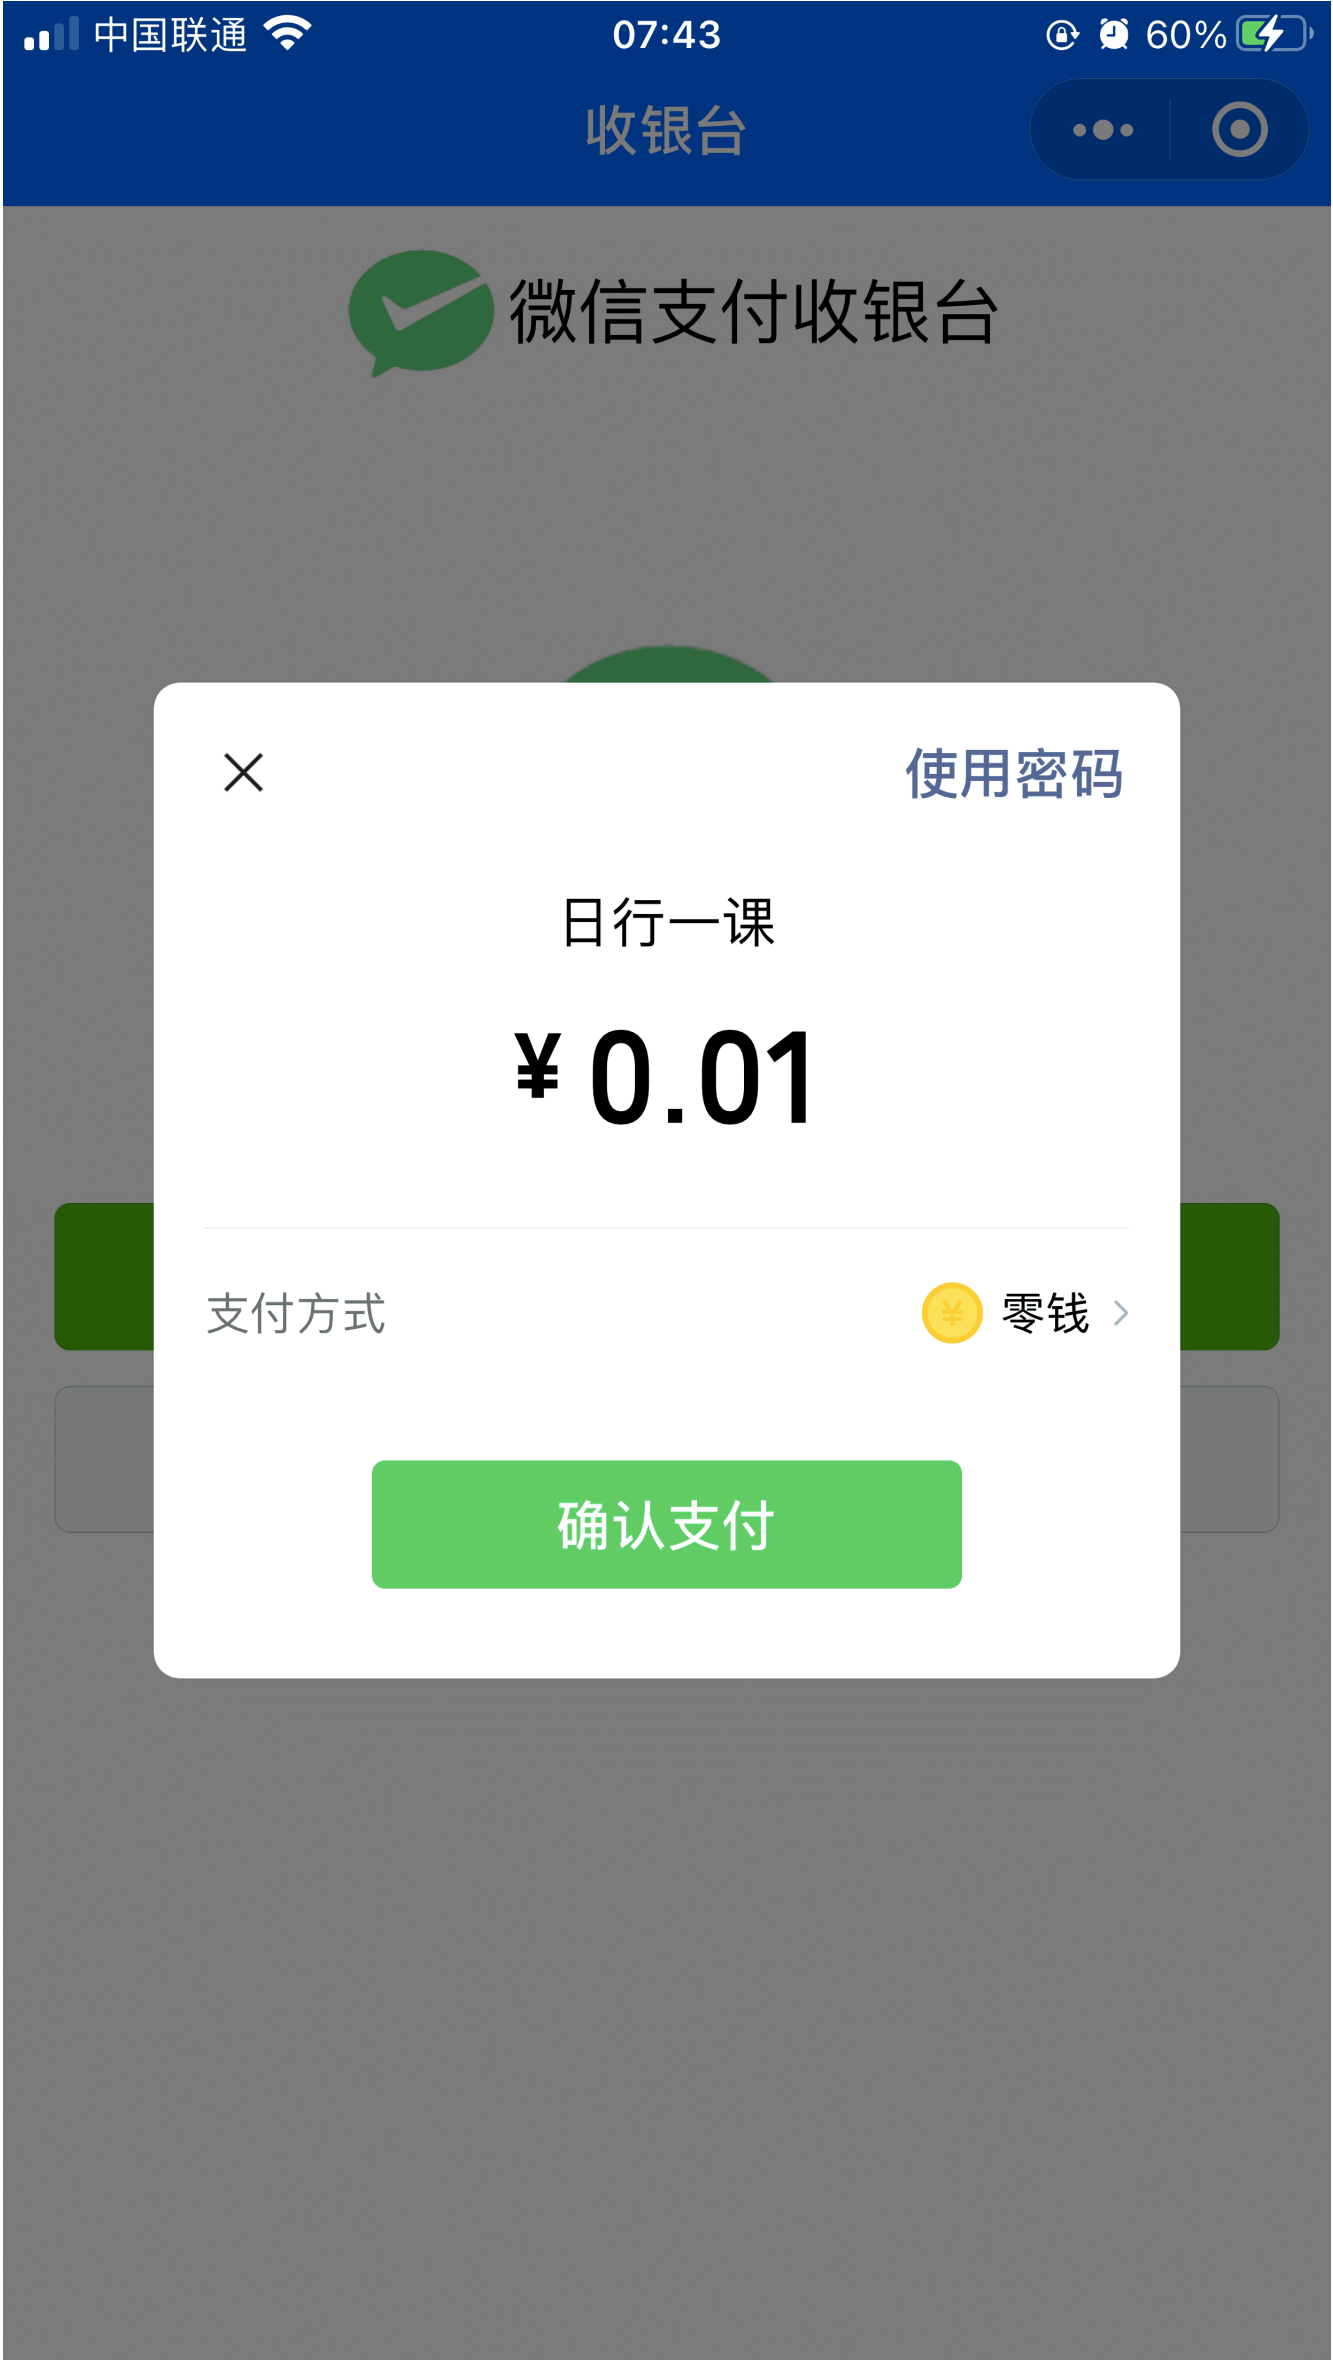 中国联通
07:43
60%
收银台
微信支付收银台
使用密码
日行一课
¥0.01
支付方式
¥ 零钱
确认支付